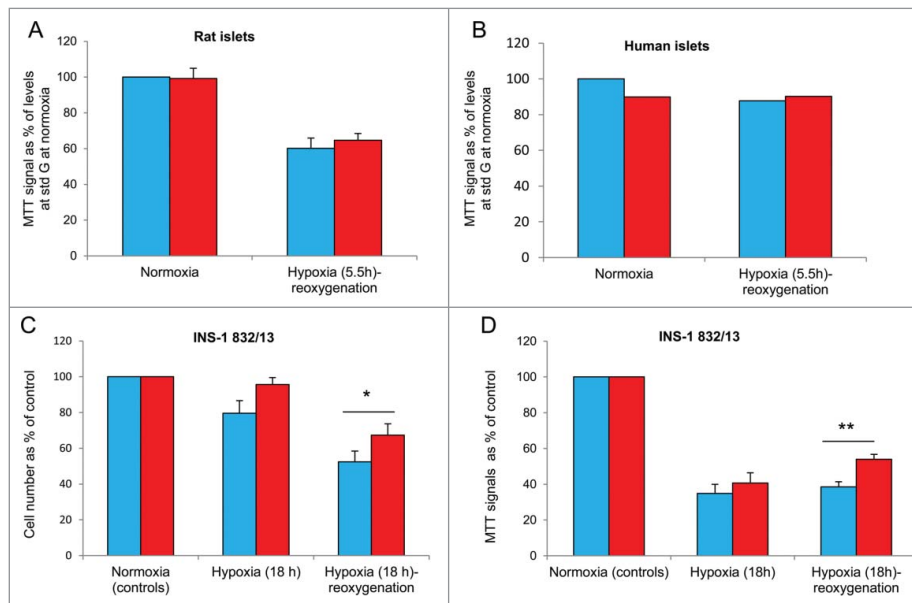 A
Rat islets
MTT signal as % of levels
at std G at normoxia
120
100
80
60
40
20
0
Normoxia
Hypoxia (5.5h)-
reoxygenation
B
Human islets
MTT signal as % of levels
at std G at normoxia
120
100
80
60
40
20
0
Normoxia
Hypoxia (5.5h)-
reoxygenation
C
INS-1 832/13
Cell number as % of control
120
100
80
60
40
20
0
*
Normoxia
(controls)
Hypoxia (18 h)
Hypoxia (18 h)-
reoxygenation
D
INS-1 832/13
MTT signals as % of control
120
100
80
60
40
20
0
**
Normoxia (controls)
Hypoxia (18h)
Hypoxia (18h)-
reoxygenation